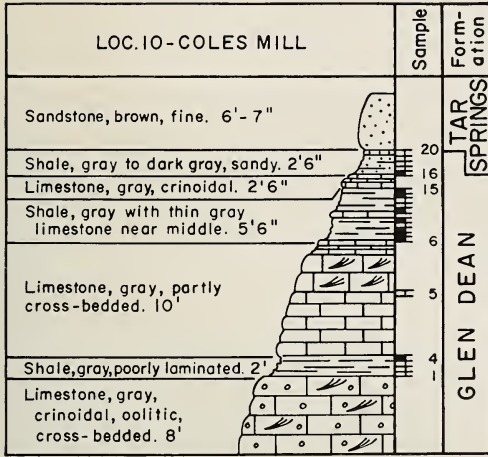 LOC.10-COLES MILL
Sample
Form-
ation
Sandstone, brown, fine. 6'- 7"
Shale, gray to dark gray, sandy. 2'6"
Limestone, gray, crinoidal. 2'6"
Shale, gray with thin gray
limestone near middle. 5'6"
Limestone, gray, partly
cross-bedded. 10'
Shale,gray,poorly laminated. 2'
Limestone, gray,
crinoidal, oolitic,
cross-bedded. 8'
20
16
15
6
5
4
1
TAR
SPRINGS
GLEN DEAN